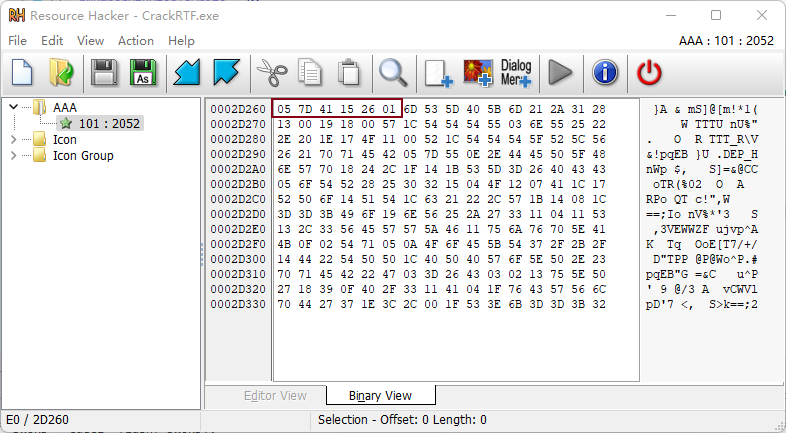 Resource Hacker - CrackRTF.exe
File Edit View Action Help
AAA : 101 : 2052
As
Dialog
Menu
AAA
101 : 2052
Icon
Icon Group
0002D260 05 7D 41 15 26 01 6D 53 5D 40 5B 6D 21 2A 31 28 }A & mS]@[m!*1(
0002D270 13 00 19 18 00 57 1C 54 54 54 55 03 6E 55 25 22 W TTTU nU%"
0002D280 2E 20 1E 17 4F 11 00 52 1C 54 54 54 5F 52 5C 56 . O R TTT_R\V
0002D290 26 21 70 71 45 42 05 7D 55 0E 2E 44 45 50 5F 48 &!pqEB }U .DEP_H
0002D2A0 6E 57 70 18 24 2C 1F 14 1B 53 5D 3D 26 40 43 43 nWp $, S]=&@CC
0002D2B0 05 6F 54 52 28 25 30 32 15 04 4F 12 07 41 1C 17 oTR(%02 O A
0002D2C0 52 50 6F 14 51 54 1C 63 21 22 2C 57 1B 14 08 1C RPo QT c!",W
0002D2D0 3D 3D 3B 49 6F 19 6E 56 25 2A 27 33 11 04 11 53 ==;Io nV%*'3 S
0002D2E0 13 2C 33 56 45 57 57 5A 46 11 75 6A 76 70 5E 41 ,3VEWWZF ujvp^A
0002D2F0 4B 0F 02 54 71 05 0A 4F 6F 45 5B 54 37 2F 2B 2F K Tq OoE[T7/+/
0002D300 14 44 22 54 50 50 1C 40 50 40 57 6F 5E 50 2E 23 D"TPP @P@Wo^P.#
0002D310 70 71 45 42 22 47 03 3D 26 43 03 02 13 75 5E 50 pqEB"G =&C u^P
0002D320 27 18 39 0F 40 2F 33 11 41 04 1F 76 43 57 56 6C ' 9 @/3 A vCWVl
0002D330 70 44 27 37 1E 3C 2C 00 1F 53 3E 6B 3D 3D 3B 32 pD'7 <, S>k==;2
Editor View Binary View
E0 / 2D260 Selection - Offset: 0 Length: 0